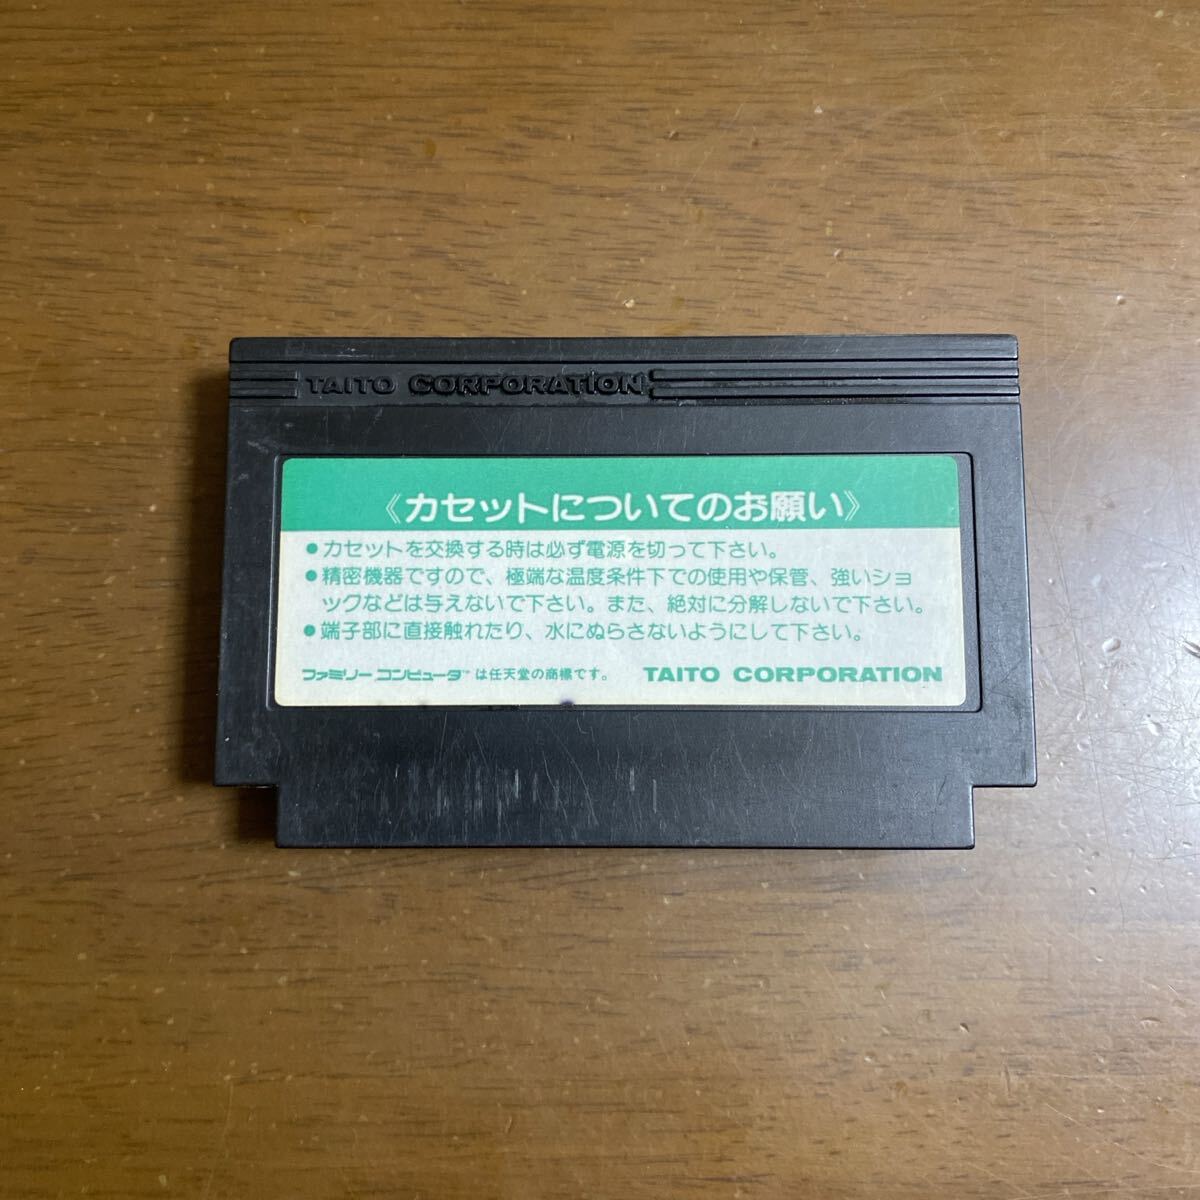 TAITO CORPORATION
《カセットについてのお願い》
●カセットを交換する時は必ず電源を切って下さい。
●精密機器ですので、極端な温度条件下での使用や保管、強いショ
ックなどは与えないで下さい。また、絶対に分解しないで下さい。
●端子部に直接触れたり、水にぬらさないようにして下さい。
ファミリーコンピュータ™は任天堂の商標です。 TAITO CORPORATION